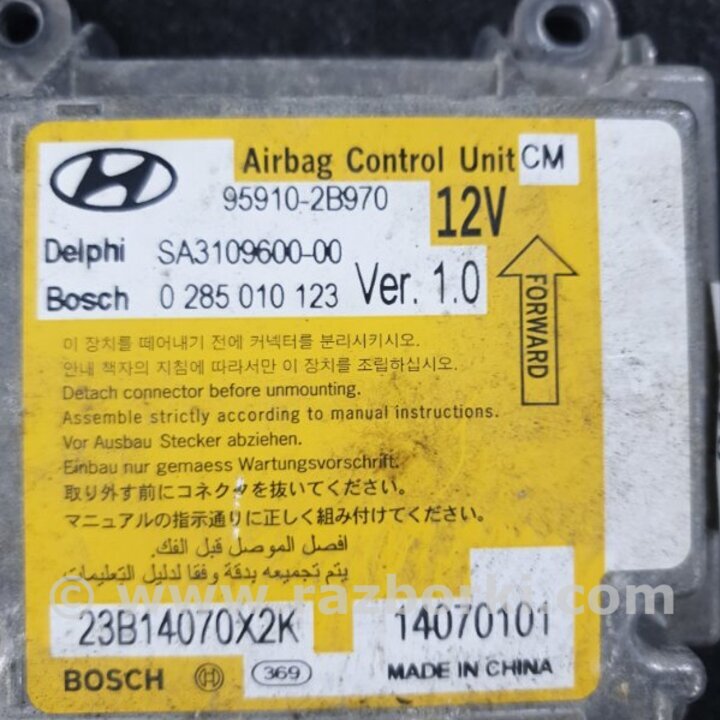 Airbag Control Unit CM
95910-2B970 12V
Delphi SA3109600-00
Bosch 0 285 010 123 Ver. 1.0
FORWARD
이 장치를 떼어내기 전에 커넥터를 분리시키시오.
안내 책자의 지침에 따라서만 이 장치를 조립하십시오.
Detach connector before unmounting.
Assemble strictly according to manual instructions.
Vor Ausbau Stecker abziehen.
Einbau nur gemaess Wartungsvorschrift.
取り外す前にコネクタを抜いてください。
マニュアルの指示通りに正しく組み付けてください。
افصل الموصل قبل الفك.
يتم تجميعه بدقة وفقا لدليل التعليمات
© www.razborki.com
23B14070X2K 14070101
BOSCH 369 MADE IN CHINA